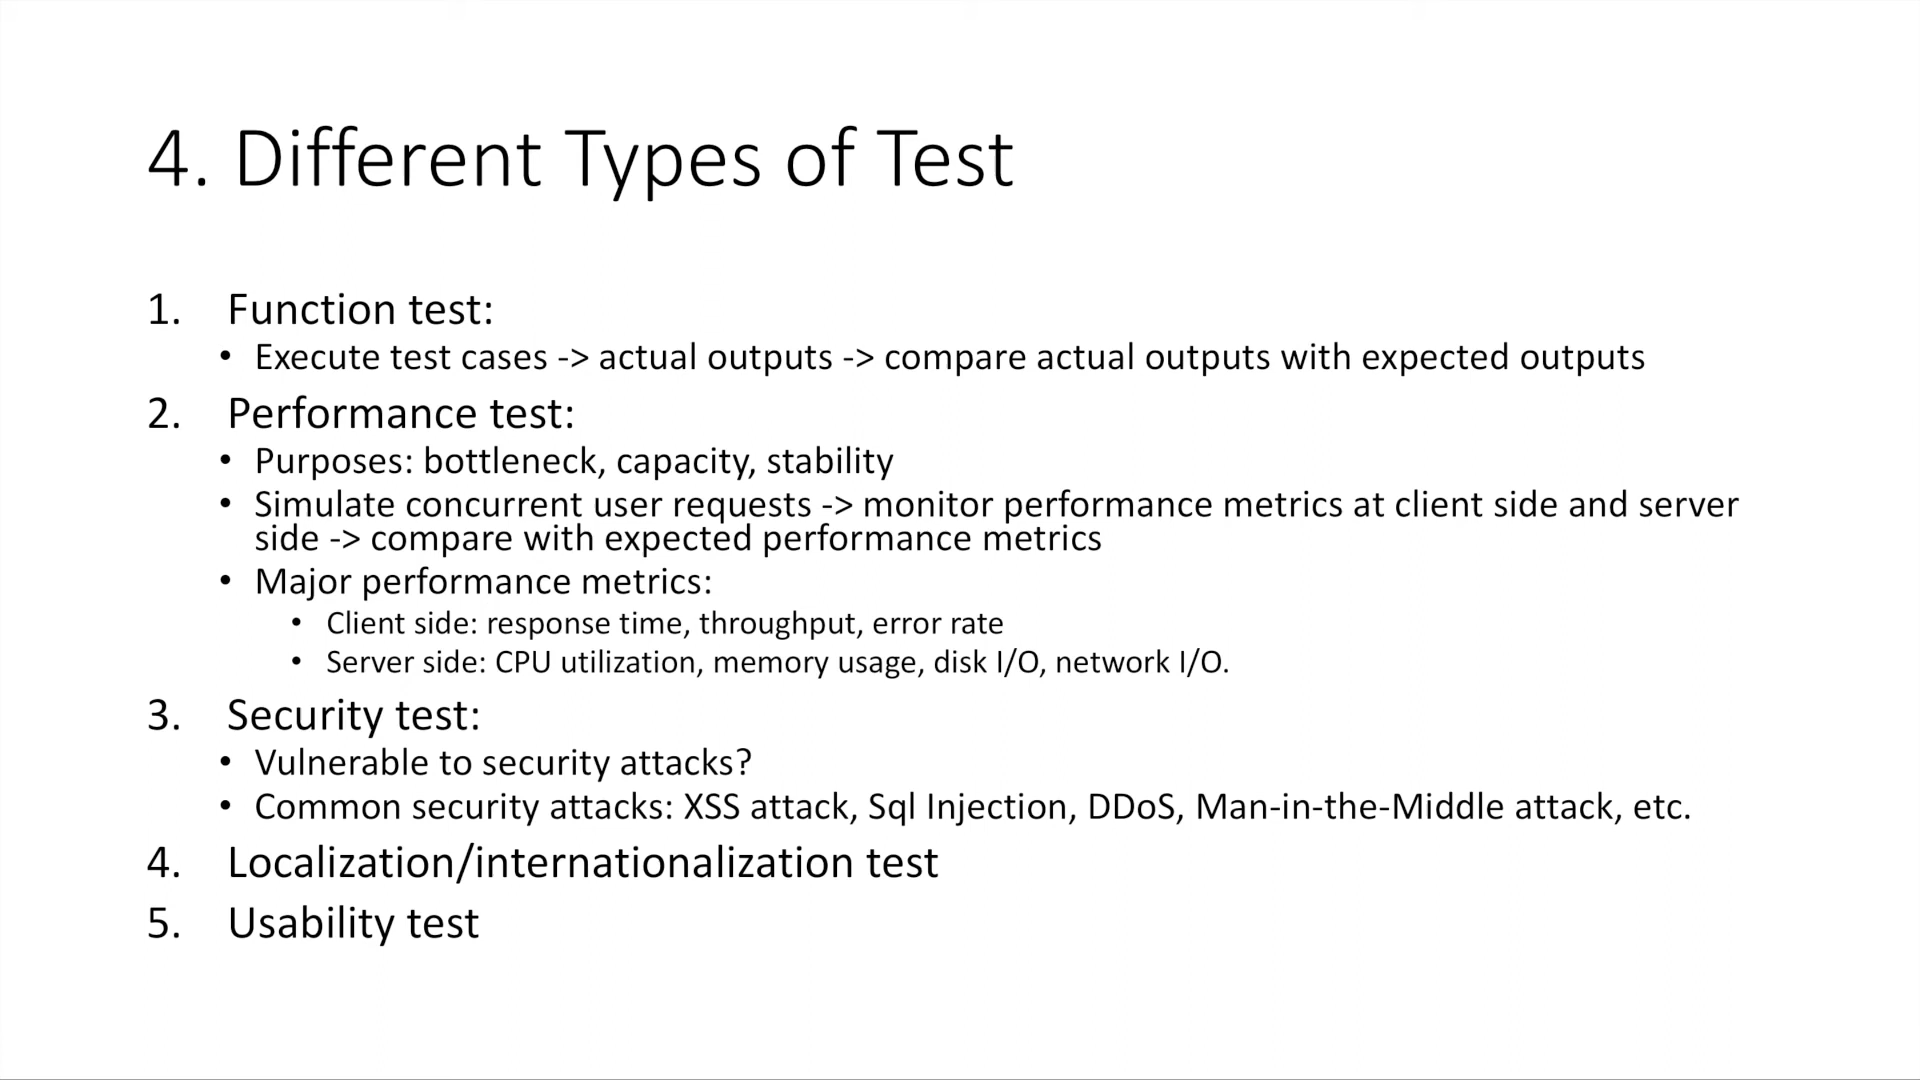 4. Different Types of Test
1. Function test:
• Execute test cases -> actual outputs -> compare actual outputs with expected outputs
2. Performance test:
• Purposes: bottleneck, capacity, stability
• Simulate concurrent user requests -> monitor performance metrics at client side and server
side -> compare with expected performance metrics
• Major performance metrics:
• Client side: response time, throughput, error rate
• Server side: CPU utilization, memory usage, disk I/O, network I/O.
3. Security test:
• Vulnerable to security attacks?
• Common security attacks: XSS attack, Sql Injection, DDoS, Man-in-the-Middle attack, etc.
4. Localization/internationalization test
5. Usability test